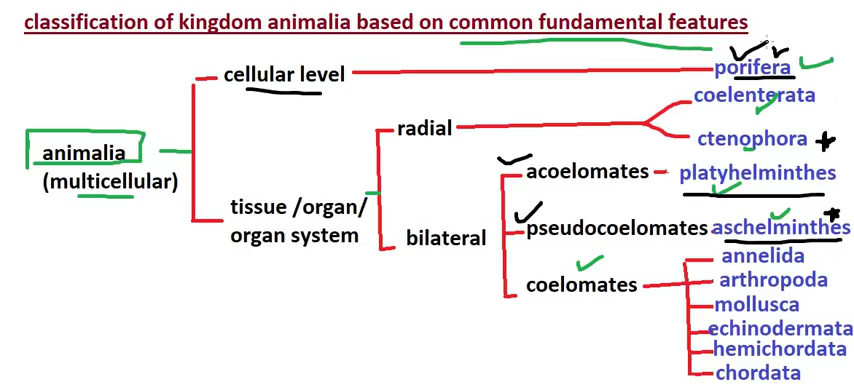 classification of kingdom animalia based on common fundamental features
cellular level
porifera
coelenterata
radial
ctenophora
animalia
(multicellular)
acoelomates
platyhelminthes
tissue /organ/
organ system
bilateral
pseudocoelomates
aschelminthes
coelomates
annelida
arthropoda
mollusca
echinodermata
hemichordata
chordata